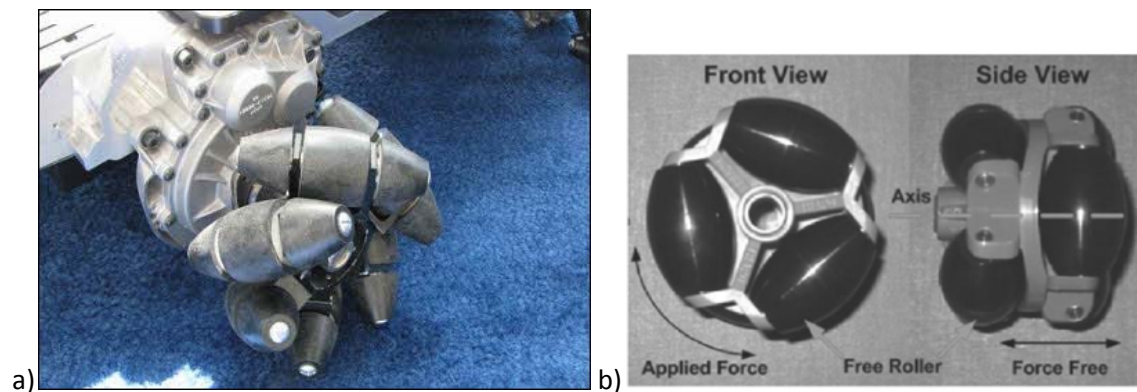 a)
b)
Front View
Side View
Axis
Applied Force
Free Roller
Force Free